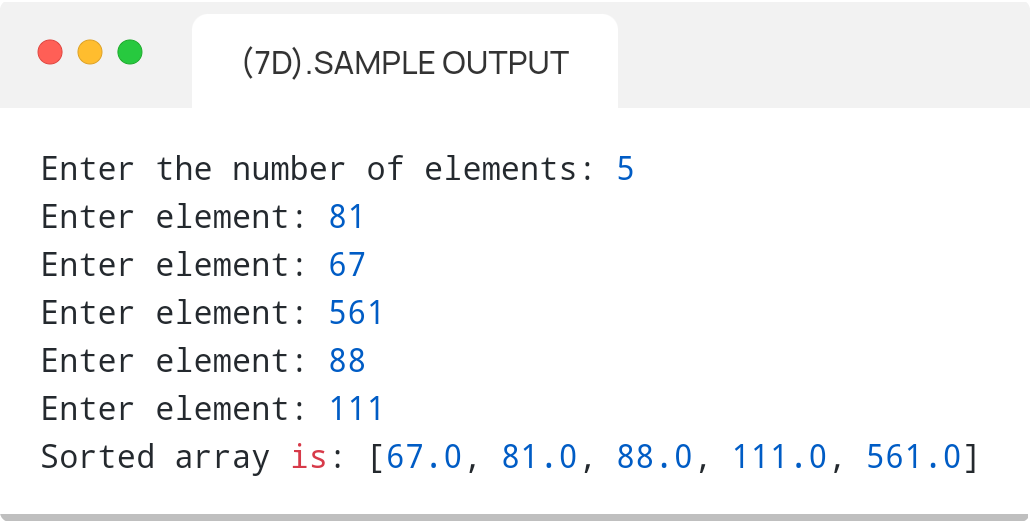 (7D).SAMPLE OUTPUT
Enter the number of elements: 5
Enter element: 81
Enter element: 67
Enter element: 561
Enter element: 88
Enter element: 111
Sorted array is: [67.0, 81.0, 88.0, 111.0, 561.0]